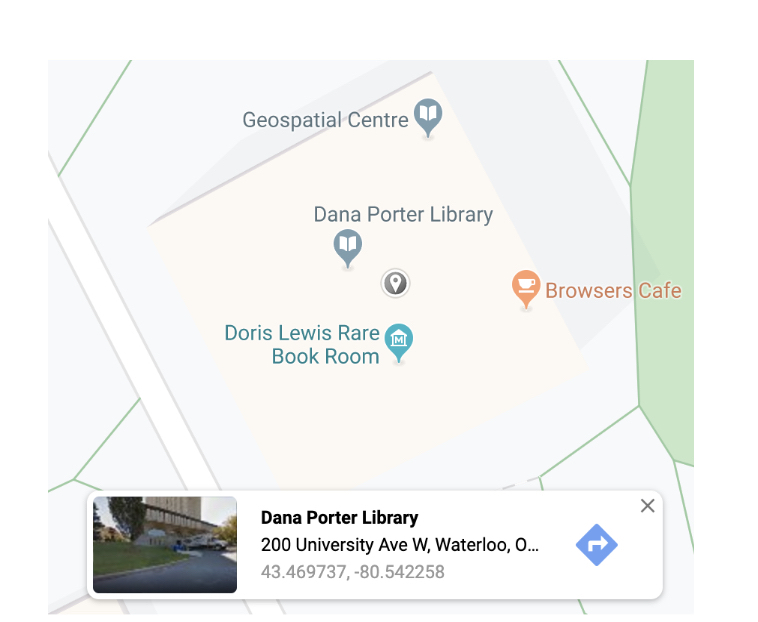 Geospatial Centre
Dana Porter Library
Browsers Cafe
Doris Lewis Rare
Book Room
Dana Porter Library
200 University Ave W, Waterloo, O...
43.469737, -80.542258